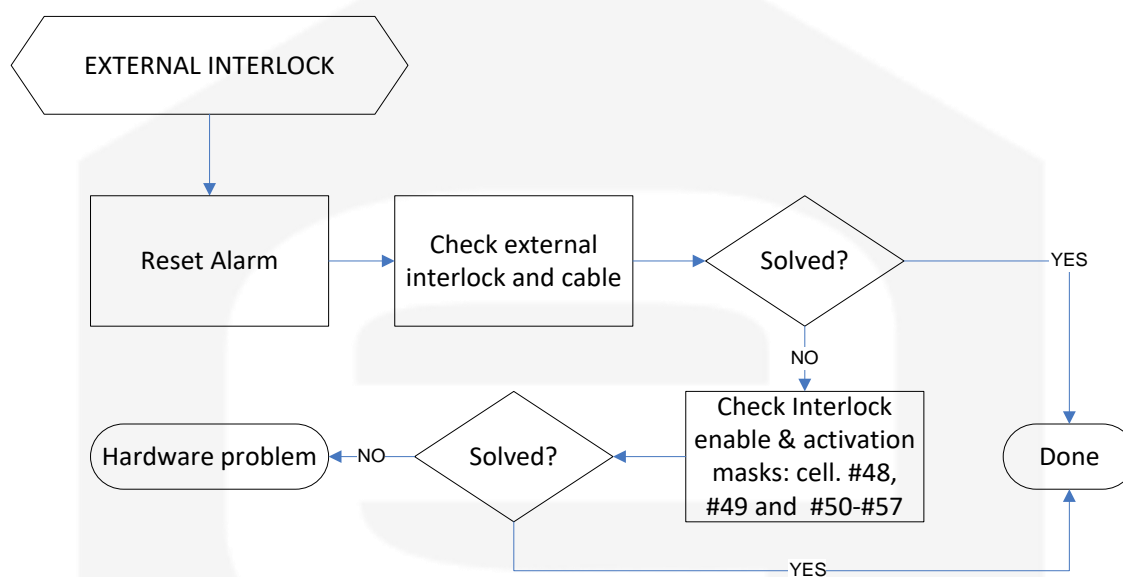 EXTERNAL INTERLOCK
Reset Alarm
Check external
interlock and cable
Solved?
YES
NO
Check Interlock
enable & activation
masks: cell. #48,
#49 and #50-#57
Solved?
NO
Hardware problem
Done
YES